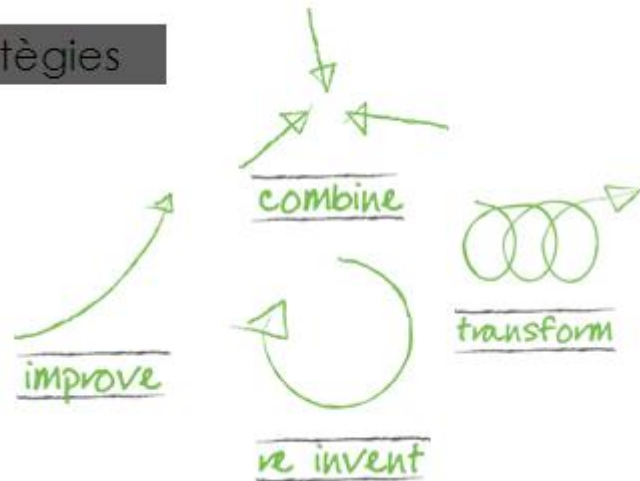 tègies
combine
transform
improve
re invent